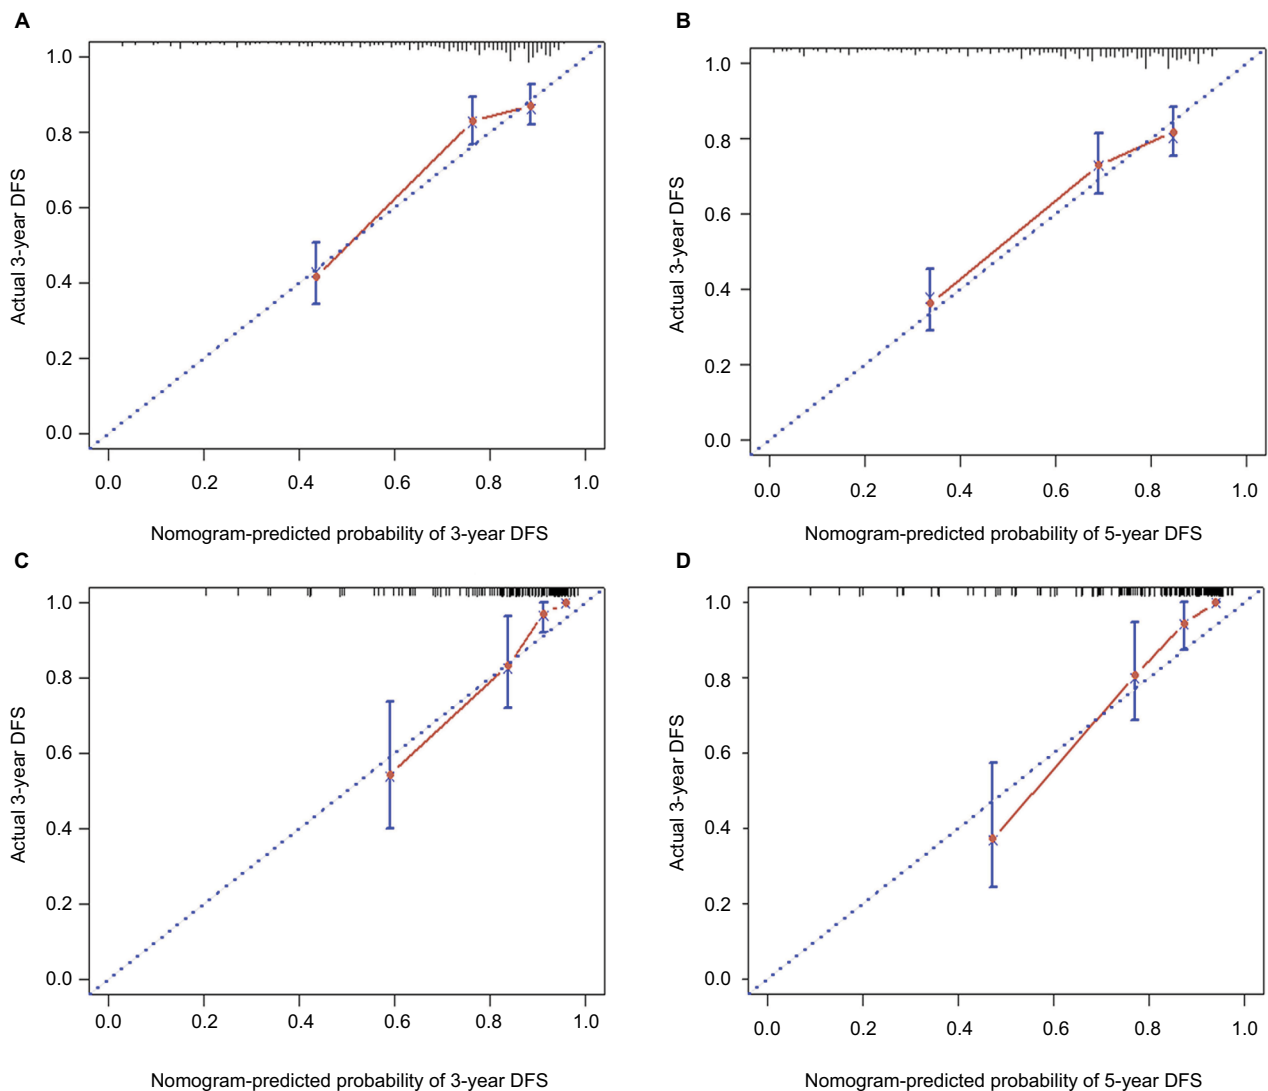 A
1.0
0.8
0.6
0.4
0.2
0.0
Actual 3-year DFS
0.0 0.2 0.4 0.6 0.8 1.0
Nomogram-predicted probability of 3-year DFS
B
1.0
0.8
0.6
0.4
0.2
0.0
Actual 3-year DFS
0.0 0.2 0.4 0.6 0.8 1.0
Nomogram-predicted probability of 5-year DFS
C
1.0
0.8
0.6
0.4
0.2
0.0
Actual 3-year DFS
0.0 0.2 0.4 0.6 0.8 1.0
Nomogram-predicted probability of 3-year DFS
D
1.0
0.8
0.6
0.4
0.2
0.0
Actual 3-year DFS
0.0 0.2 0.4 0.6 0.8 1.0
Nomogram-predicted probability of 5-year DFS